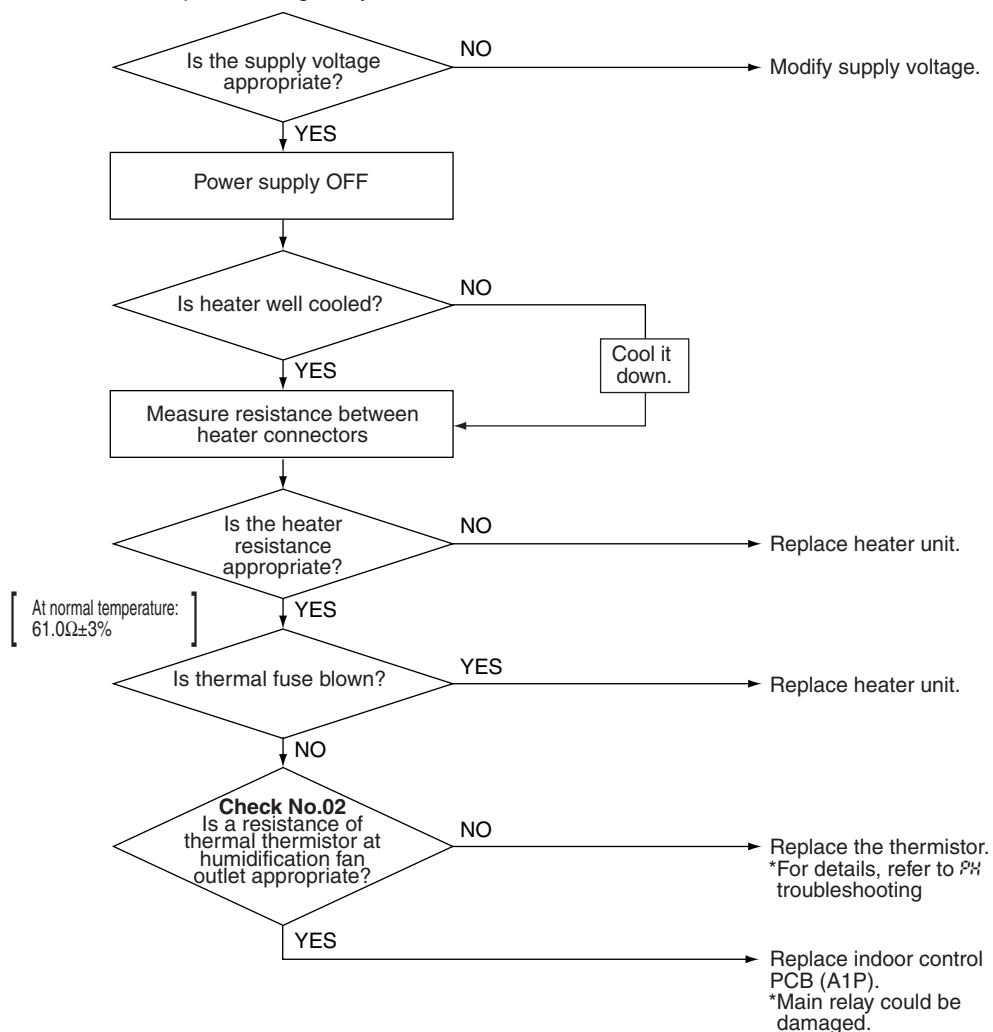 Is the supply voltage
appropriate?
NO
Modify supply voltage.
YES
Power supply OFF
Is heater well cooled?
NO
Cool it
down.
YES
Measure resistance between
heater connectors
Is the heater
resistance
appropriate?
NO
Replace heater unit.
At normal temperature:
61.0Ω±3%
YES
Is thermal fuse blown?
YES
Replace heater unit.
NO
Check No.02
Is a resistance of
thermal thermistor at
humidification fan
outlet appropriate?
NO
Replace the thermistor.
*For details, refer to PH
troubleshooting
YES
Replace indoor control
PCB (A1P).
*Main relay could be
damaged.